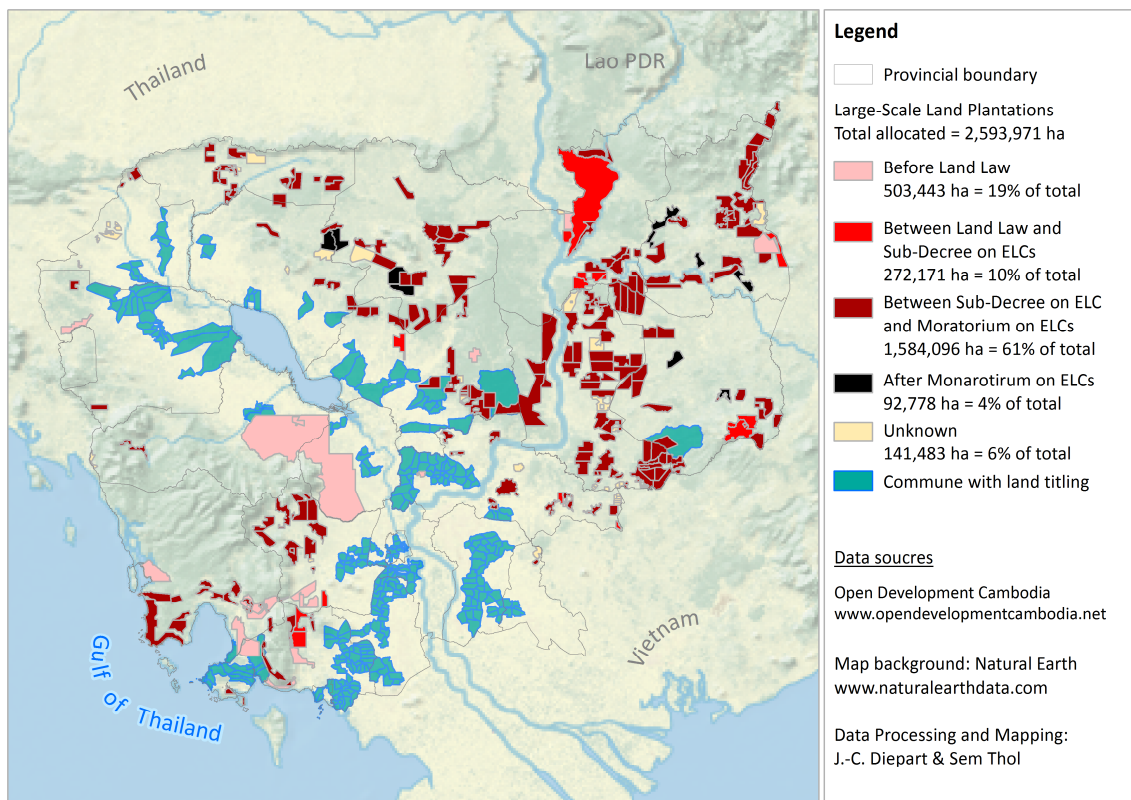 Thailand
Lao PDR
Vietnam
Gulf of Thailand
Legend
Provincial boundary
Large-Scale Land Plantations
Total allocated = 2,593,971 ha
Before Land Law
503,443 ha = 19% of total
Between Land Law and
Sub-Decree on ELCs
272,171 ha = 10% of total
Between Sub-Decree on ELC
and Moratorium on ELCs
1,584,096 ha = 61% of total
After Monarotirum on ELCs
92,778 ha = 4% of total
Unknown
141,483 ha = 6% of total
Commune with land titling
Data soucres
Open Development Cambodia
www.opendevelopmentcambodia.net
Map background: Natural Earth
www.naturalearthdata.com
Data Processing and Mapping:
J.-C. Diepart & Sem Thol